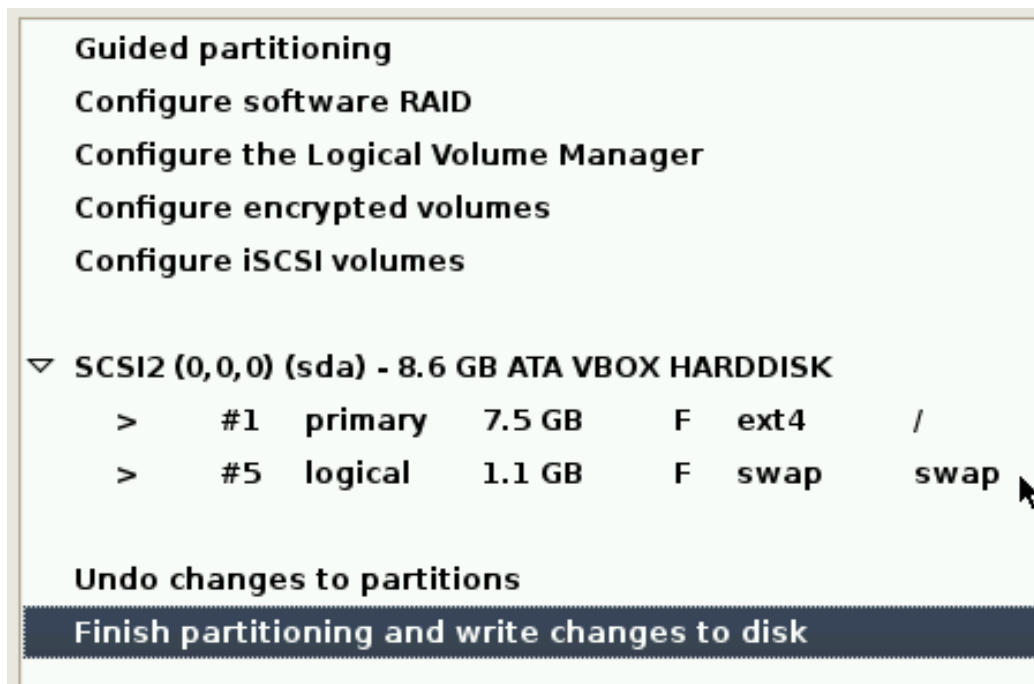 Guided partitioning
Configure software RAID
Configure the Logical Volume Manager
Configure encrypted volumes
Configure iSCSI volumes
SCSI2 (0,0,0) (sda) - 8.6 GB ATA VBOX HARDDISK
> #1 primary 7.5 GB F ext4 /
> #5 logical 1.1 GB F swap swap
Undo changes to partitions
Finish partitioning and write changes to disk